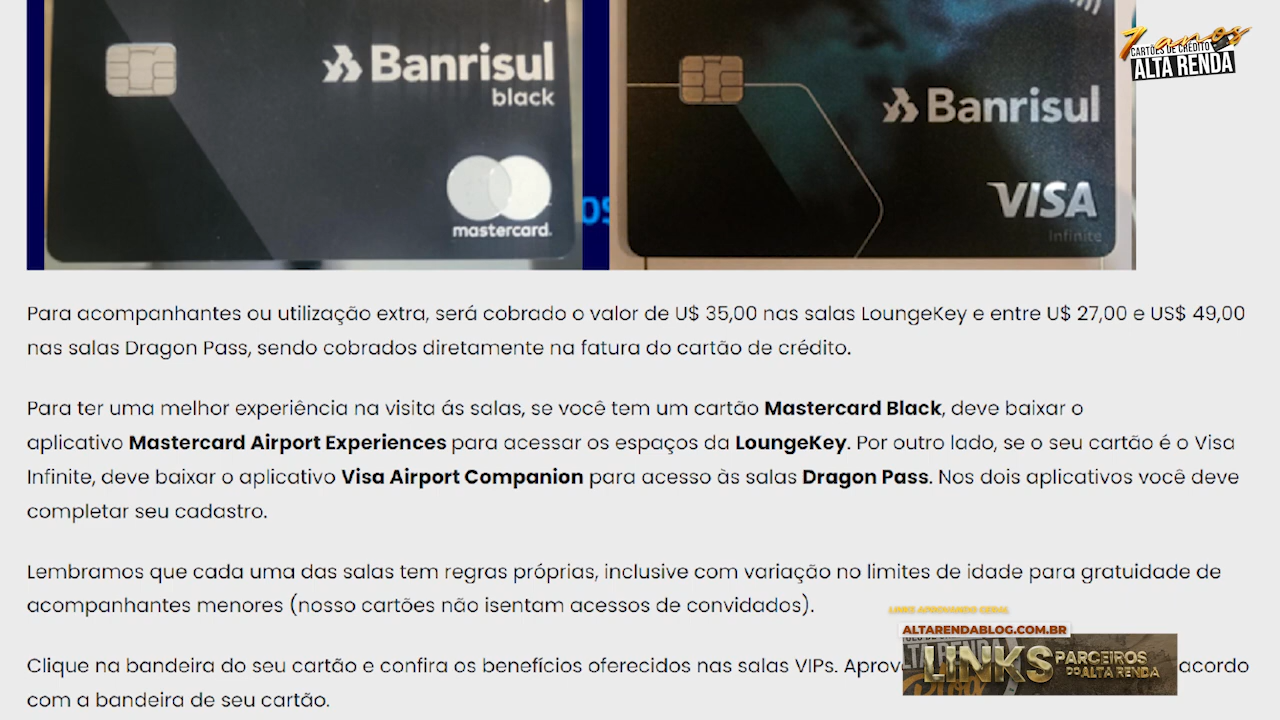 Banrisul
black
mastercard.
Banrisul
VISA
Infinite
7 anos
CARTÕES DE CRÉDITO
ALTA RENDA
Para acompanhantes ou utilização extra, será cobrado o valor de U$ 35,00 nas salas LoungeKey e entre U$ 27,00 e US$ 49,00
nas salas Dragon Pass, sendo cobrados diretamente na fatura do cartão de crédito.
Para ter uma melhor experiência na visita ás salas, se você tem um cartão Mastercard Black, deve baixar o
aplicativo Mastercard Airport Experiences para acessar os espaços da LoungeKey. Por outro lado, se o seu cartão é o Visa
Infinite, deve baixar o aplicativo Visa Airport Companion para acesso às salas Dragon Pass. Nos dois aplicativos você deve
completar seu cadastro.
Lembramos que cada uma das salas tem regras próprias, inclusive com variação no limites de idade para gratuidade de
acompanhantes menores (nosso cartões não isentam acessos de convidados).
Clique na bandeira do seu cartão e confira os benefícios oferecidos nas salas VIPs. Aprov acordo
com a bandeira de seu cartão.
LINKS APROVANDO GERAL
ALTARENDABLOG.COM.BR
LINKS PARCEIROS
DO ALTA RENDA